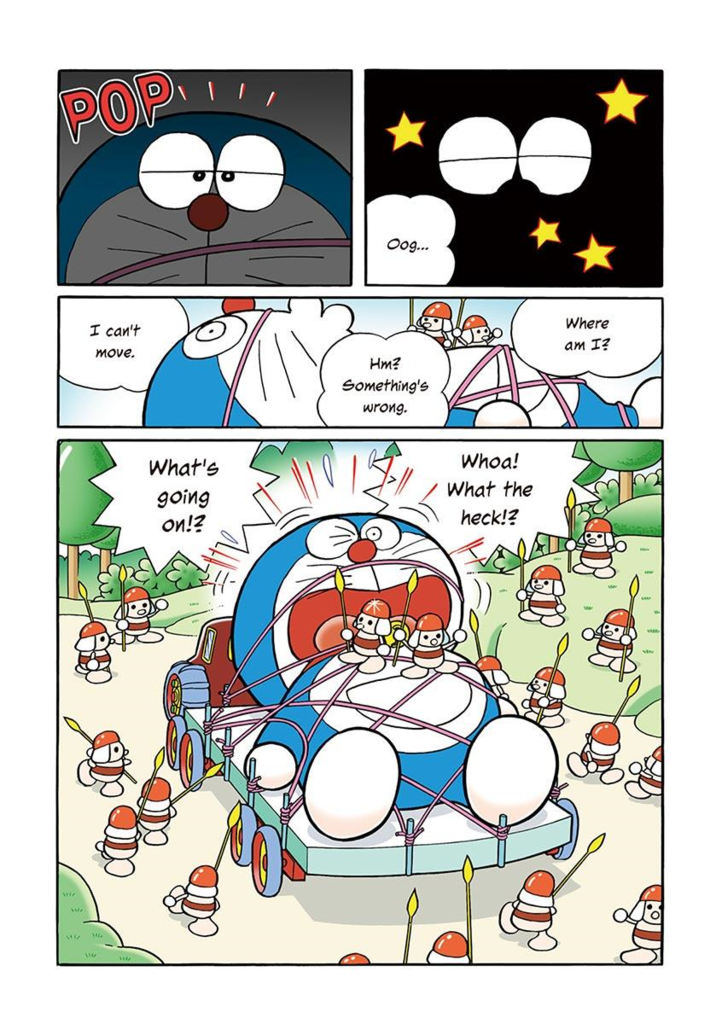 Oog...
POP
Where
am I?
Hm?
Something's
wrong.
I can't
move.
Whoa!
What the
heck!?
What's
going
on!?